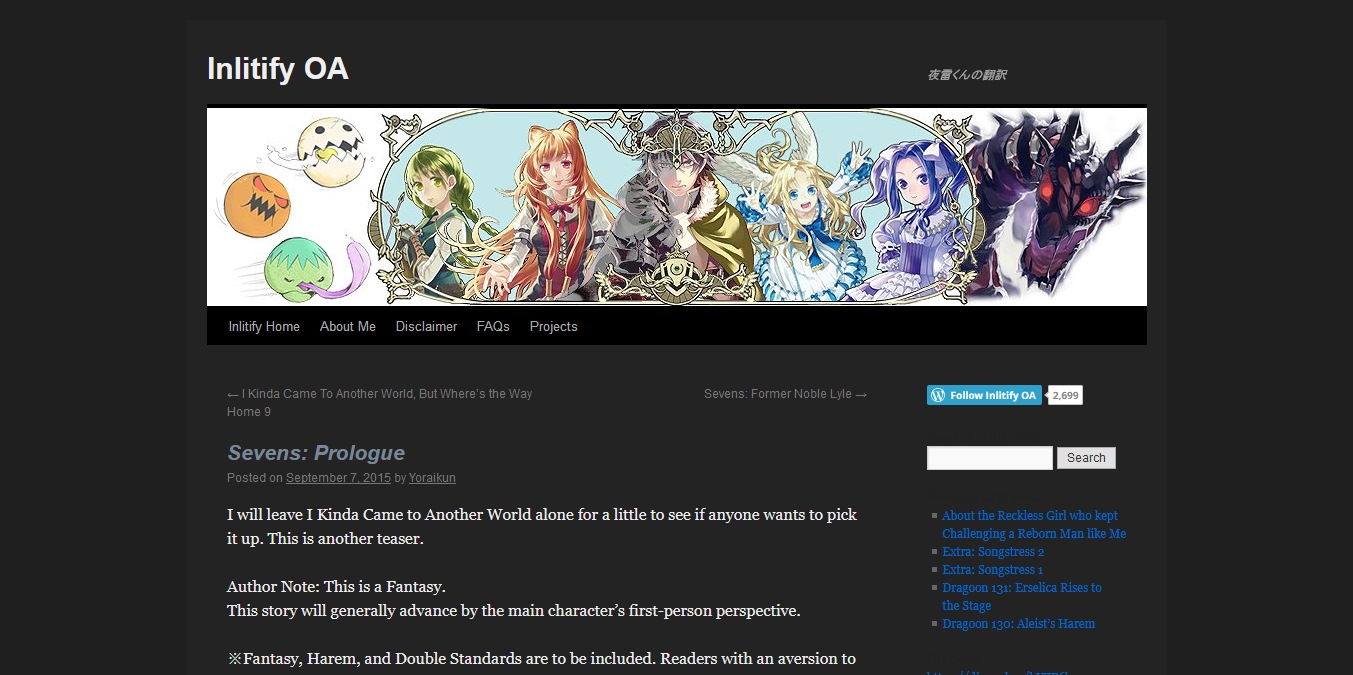 Inlitify OA
夜雷くんの翻訳
Inlitify Home About Me Disclaimer FAQs Projects
← I Kinda Came To Another World, But Where's the Way
Home 9
Sevens: Former Noble Lyle →
Sevens: Prologue
Posted on September 7, 2015 by Yoraikun
I will leave I Kinda Came to Another World alone for a little to see if anyone wants to pick
it up. This is another teaser.
Author Note: This is a Fantasy.
This story will generally advance by the main character's first-person perspective.
※Fantasy, Harem, and Double Standards are to be included. Readers with an aversion to
Follow Inlitify OA 2,699
Search
About the Reckless Girl who kept
Challenging a Reborn Man like Me
Extra: Songstress 2
Extra: Songstress 1
Dragoon 131: Erselica Rises to
the Stage
Dragoon 130: Aleist's Harem